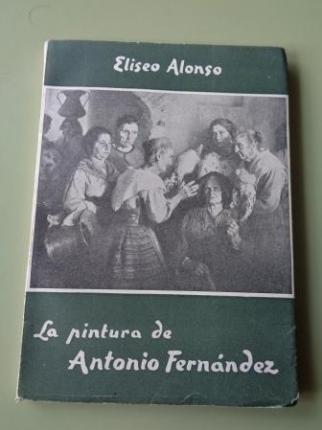 Eliseo Alonso
La pintura de
Antonio Fernández